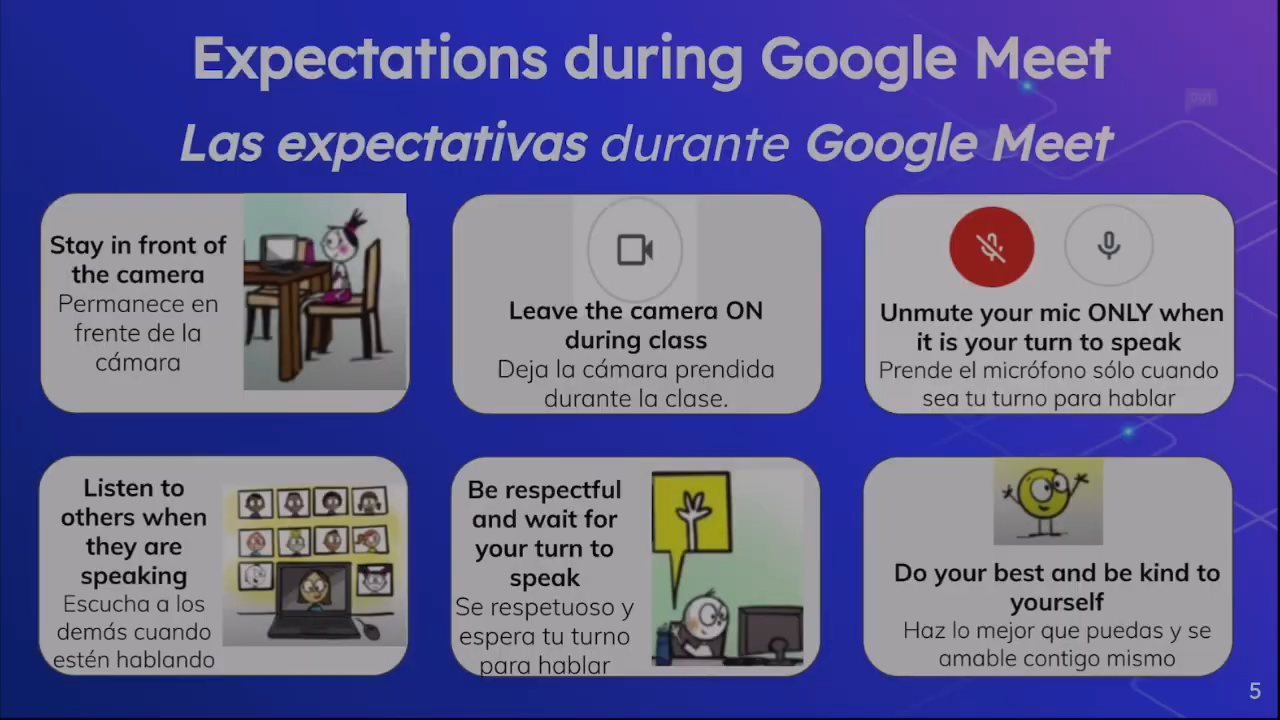 Expectations during Google Meet
Las expectativas durante Google Meet
Stay in front of
the camera
Permanece en
frente de la
cámara
Leave the camera ON
during class
Deja la cámara prendida
durante la clase.
Unmute your mic ONLY when
it is your turn to speak
Prende el micrófono sólo cuando
sea tu turno para hablar
Listen to
others when
they are
speaking
Escucha a los
demás cuando
estén hablando
Be respectful
and wait for
your turn to
speak
Se respetuoso y
espera tu turno
para hablar
Do your best and be kind to
yourself
Haz lo mejor que puedas y se
amable contigo mismo
5